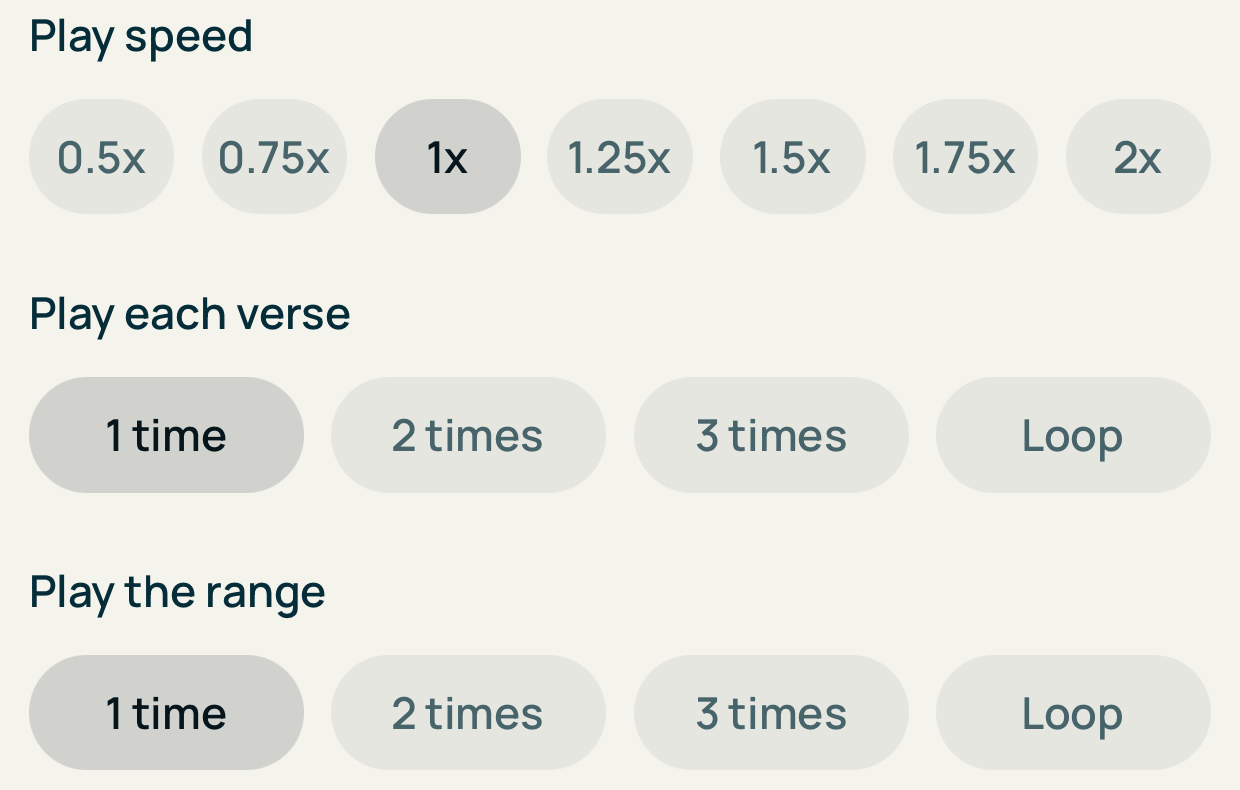 Play speed
0.5x 0.75x 1x 1.25x 1.5x 1.75x 2x
Play each verse
1 time 2 times 3 times Loop
Play the range
1 time 2 times 3 times Loop